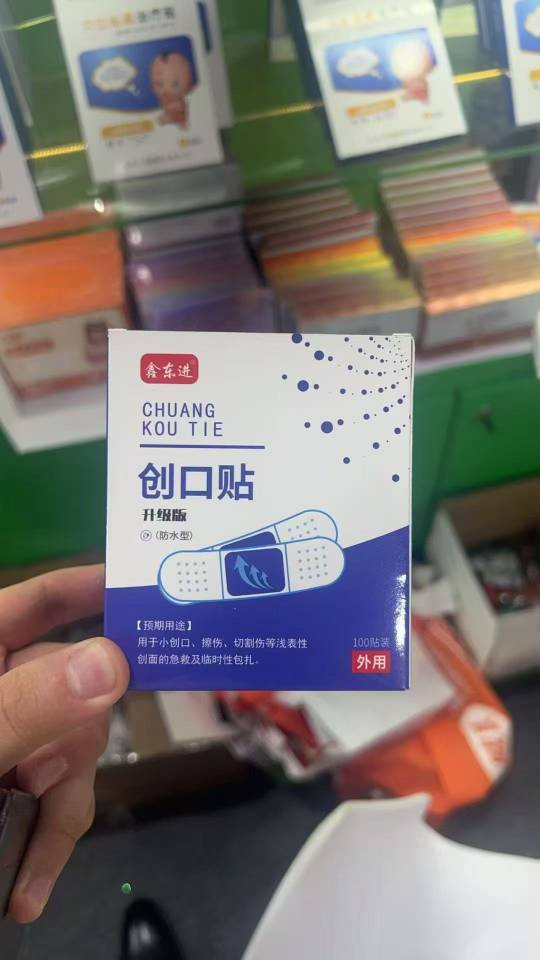 鑫东进®
CHUANG
KOU TIE
创口贴
升级版
(防水型)
【预期用途】
用于小创口、擦伤、切割伤等浅表性
创面的急救及临时性包扎。
100贴装
外用